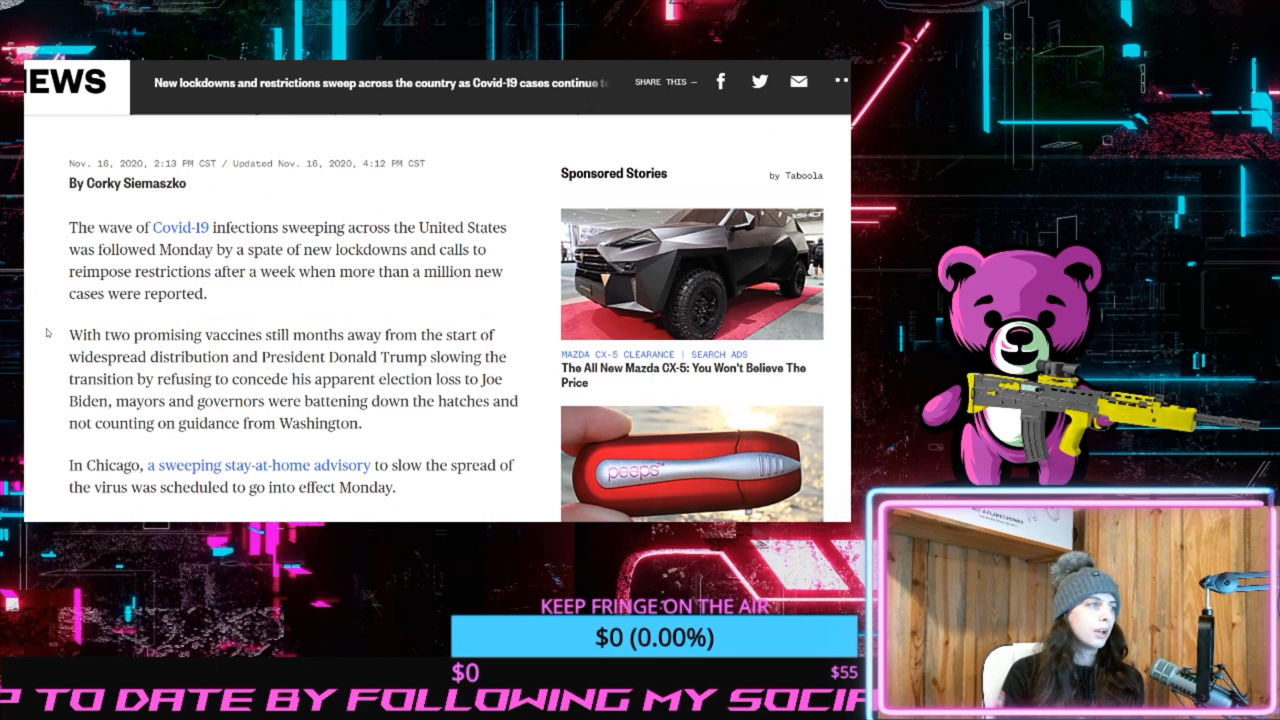 EWS
New lockdowns and restrictions sweep across the country as Covid-19 cases continue
SHARE THIS —
Nov. 16, 2020, 2:13 PM CST / Updated Nov. 16, 2020, 4:12 PM CST
By Corky Siemaszko
The wave of Covid-19 infections sweeping across the United States
was followed Monday by a spate of new lockdowns and calls to
reimpose restrictions after a week when more than a million new
cases were reported.
With two promising vaccines still months away from the start of
widespread distribution and President Donald Trump slowing the
transition by refusing to concede his apparent election loss to Joe
Biden, mayors and governors were battening down the hatches and
not counting on guidance from Washington.
In Chicago, a sweeping stay-at-home advisory to slow the spread of
the virus was scheduled to go into effect Monday.
Sponsored Stories
by Taboola
MAZDA CX-5 CLEARANCE | SEARCH ADS
The All New Mazda CX-5: You Won't Believe The
Price
peeps
KEEP FRINGE ON THE AIR
$0 (0.00%)
$0
$55
P TO DATE BY FOLLOWING MY SOCIA